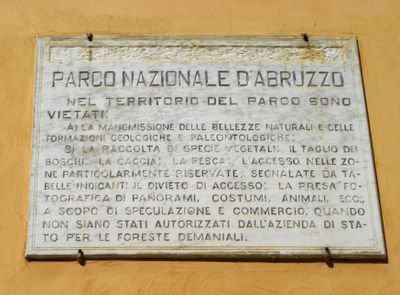 PARCO NAZIONALE D'ABRUZZO
NEL TERRITORIO DEL PARCO SONO
VIETATI:
A) LA MANOMISSIONE DELLE BELLEZZE NATURALI E DELLE
FORMAZIONI GEOLOGICHE E PALEONTOLOGICHE;
B) LA RACCOLTA DI SPECIE VEGETALI; IL TAGLIO DEI
BOSCHI; LA CACCIA; LA PESCA; L'ACCESSO NELLE ZO-
NE PARTICOLARMENTE RISERVATE, SEGNALATE DA TA-
BELLE INDICANTI IL DIVIETO DI ACCESSO; LA PRESA FO-
TOGRAFICA DI PANORAMI, COSTUMI, ANIMALI, ECC.,
A SCOPO DI SPECULAZIONE E COMMERCIO, QUANDO
NON SIANO STATI AUTORIZZATI DALL'AZIENDA DI STA-
TO PER LE FORESTE DEMANIALI.